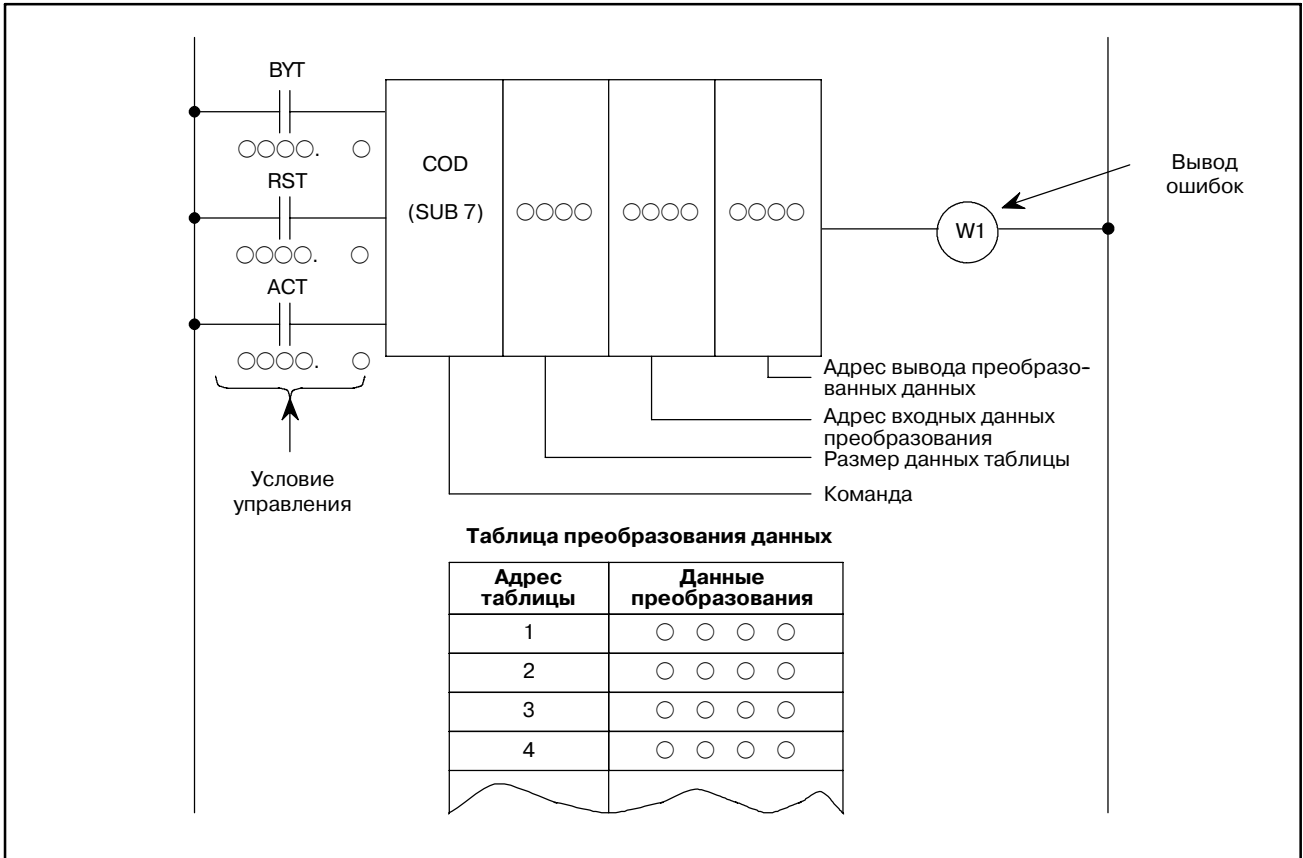 BYT
○○○○. ○
RST
○○○○. ○
ACT
○○○○. ○
COD
(SUB 7)
○○○○
○○○○
○○○○
W1
Вывод
ошибок
Адрес вывода преобразо-
ванных данных
Адрес входных данных
преобразования
Размер данных таблицы
Команда
Условие
управления
Таблица преобразования данных
Адрес таблицы
Данные преобразования
1 ○ ○ ○ ○
2 ○ ○ ○ ○
3 ○ ○ ○ ○
4 ○ ○ ○ ○